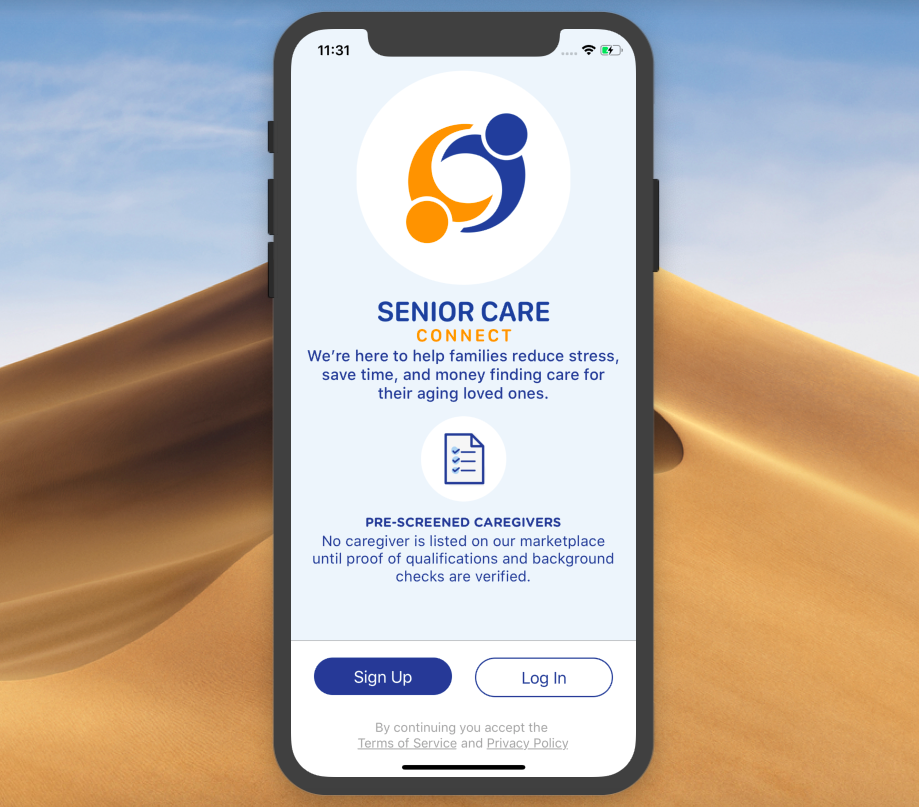 11:31
SENIOR CARE
CONNECT
We're here to help families reduce stress,
save time, and money finding care for
their aging loved ones.
PRE-SCREENED CAREGIVERS
No caregiver is listed on our marketplace
until proof of qualifications and background
checks are verified.
Sign Up
Log In
By continuing you accept the
Terms of Service and Privacy Policy